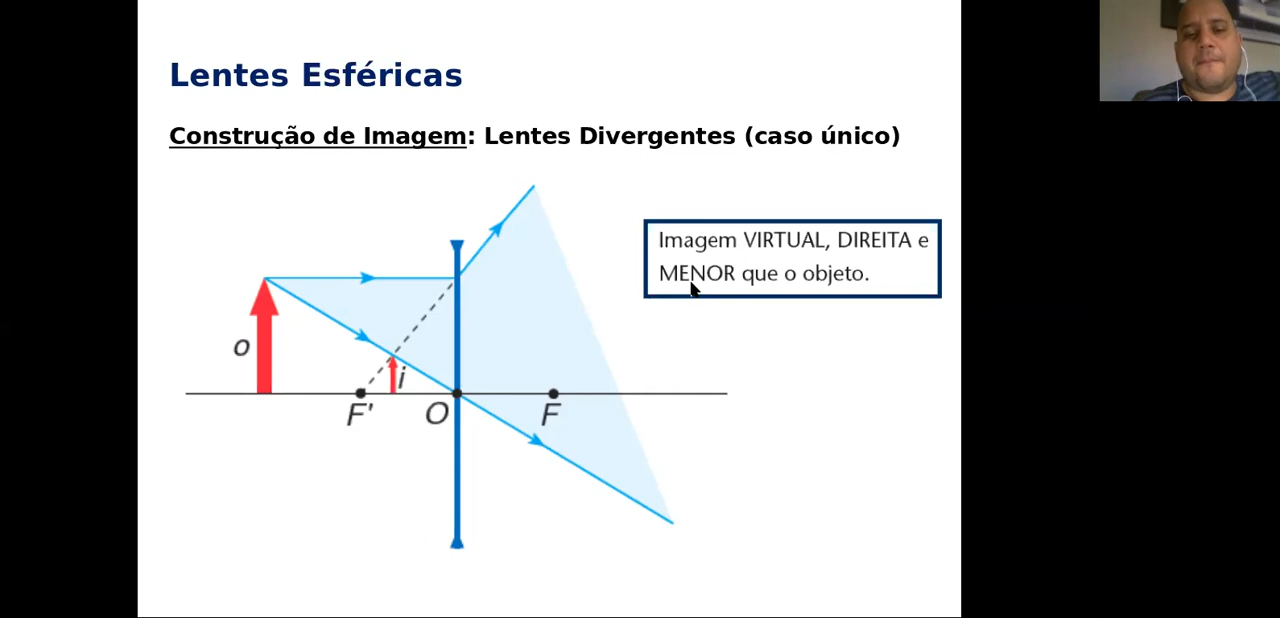 Lentes Esféricas
Construção de Imagem: Lentes Divergentes (caso único)
Imagem VIRTUAL, DIREITA e
MENOR que o objeto.
o
i
F'
O
F